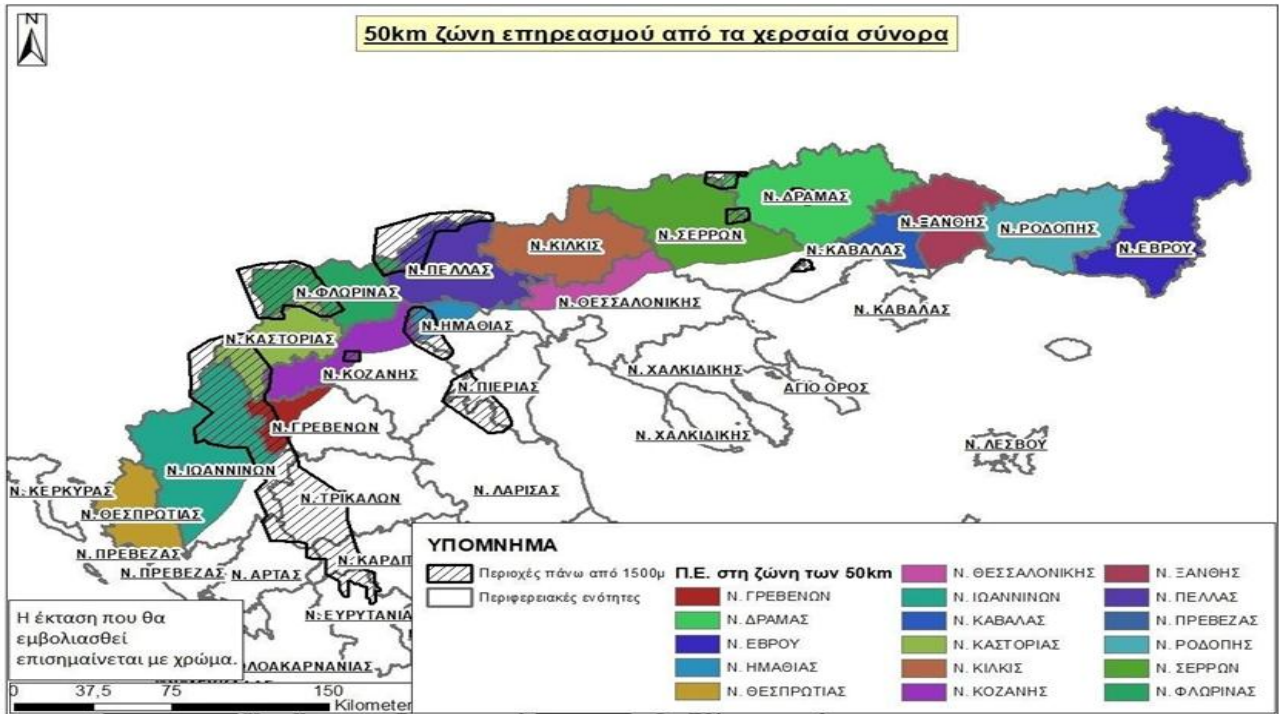 N
50km ζώνη επηρεασμού από τα χερσαία σύνορα
Ν. ΔΡΑΜΑΣ
Ν. ΞΑΝΘΗΣ
Ν. ΡΟΔΟΠΗΣ
Ν. ΣΕΡΡΩΝ
Ν. ΚΙΛΚΙΣ
Ν. ΚΑΒΑΛΑΣ
Ν. ΕΒΡΟΥ
Ν. ΠΕΛΛΑΣ
Ν. ΦΛΩΡΙΝΑΣ
Ν. ΘΕΣΣΑΛΟΝΙΚΗΣ
Ν. ΚΑΒΑΛΑΣ
Ν. ΗΜΑΘΙΑΣ
Ν. ΚΑΣΤΟΡΙΑΣ
Ν. ΚΟΖΑΝΗΣ
Ν. ΧΑΛΚΙΔΙΚΗΣ
Ν. ΠΙΕΡΙΑΣ
ΑΓΙΟ ΟΡΟΣ
Ν. ΓΡΕΒΕΝΩΝ
Ν. ΧΑΛΚΙΔΙΚΗΣ
Ν. ΛΕΣΒΟΥ
Ν. ΙΩΑΝΝΙΝΩΝ
Ν. ΚΕΡΚΥΡΑΣ
Ν. ΤΡΙΚΑΛΩΝ
Ν. ΛΑΡΙΣΑΣ
Ν. ΘΕΣΠΡΩΤΙΑΣ
Ν. ΠΡΕΒΕΖΑΣ
Ν. ΚΑΡΔΙΤ
Ν. ΠΡΕΒΕΖΑΣ
Ν. ΑΡΤΑΣ
Ν. ΕΥΡΥΤΑΝΙΑ
ΛΟΑΚΑΡΝΑΝΙΑΣ
Η έκταση που θα
εμβολιασθεί
επισημαίνεται με χρώμα.
0 37,5 75 150
Kilometer
ΥΠΟΜΝΗΜΑ
Περιοχές πάνω από 1500μ
Περιφερειακές ενότητες
Π.Ε. στη ζώνη των 50km
Ν. ΓΡΕΒΕΝΩΝ
Ν. ΔΡΑΜΑΣ
Ν. ΕΒΡΟΥ
Ν. ΗΜΑΘΙΑΣ
Ν. ΘΕΣΠΡΩΤΙΑΣ
Ν. ΘΕΣΣΑΛΟΝΙΚΗΣ
Ν. ΙΩΑΝΝΙΝΩΝ
Ν. ΚΑΒΑΛΑΣ
Ν. ΚΑΣΤΟΡΙΑΣ
Ν. ΚΙΛΚΙΣ
Ν. ΚΟΖΑΝΗΣ
Ν. ΞΑΝΘΗΣ
Ν. ΠΕΛΛΑΣ
Ν. ΠΡΕΒΕΖΑΣ
Ν. ΡΟΔΟΠΗΣ
Ν. ΣΕΡΡΩΝ
Ν. ΦΛΩΡΙΝΑΣ